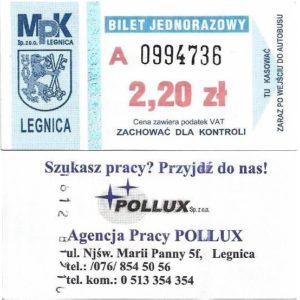 MPK
Sp. z o.o. LEGNICA
LEGNICA
BILET JEDNORAZOWY
A 0994736
2,20 zł
Cena zawiera podatek VAT
ZACHOWAĆ DLA KONTROLI
TU KASOWAĆ
ZARAZ PO WEJŚCIU DO AUTOBUSU
Szukasz pracy? Przyjdź do nas!
POLLUX Sp. z o.o.
Agencja Pracy POLLUX
ul. Njśw. Marii Panny 5f, Legnica
tel.: /076/ 854 50 56
tel. kom.: 0 513 354 354